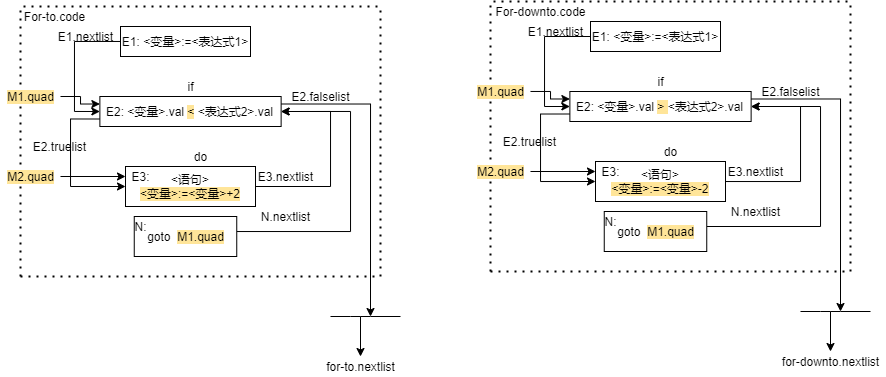 For-to.code
E1.nextlist
E1: <变量>:=<表达式1>
if
M1.quad
E2: <变量>.val < <表达式2>.val
E2.falselist
E2.truelist
do
M2.quad
E3: <语句>
<变量>:=<变量>+2
E3.nextlist
N.nextlist
N:
goto M1.quad
for-to.nextlist
For-downto.code
E1.nextlist
E1: <变量>:=<表达式1>
if
M1.quad
E2: <变量>.val > <表达式2>.val
E2.falselist
E2.truelist
do
M2.quad
E3: <语句>
<变量>:=<变量>-2
E3.nextlist
N.nextlist
N:
goto M1.quad
for-downto.nextlist